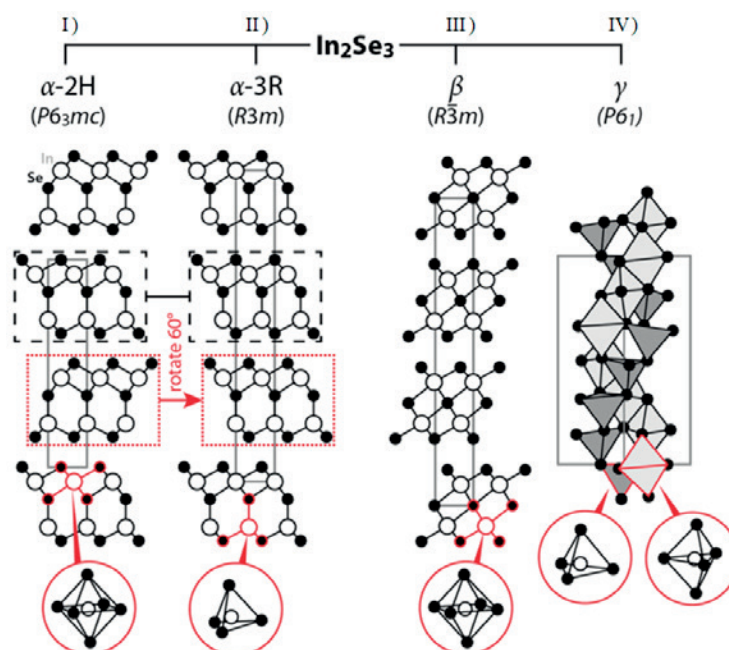 I) II) III) IV)
In₂Se₃
α-2H α-3R β γ
(P6₃mc) (R3m) (R3̄m) (P6₁)
In
Se
rotate 60°